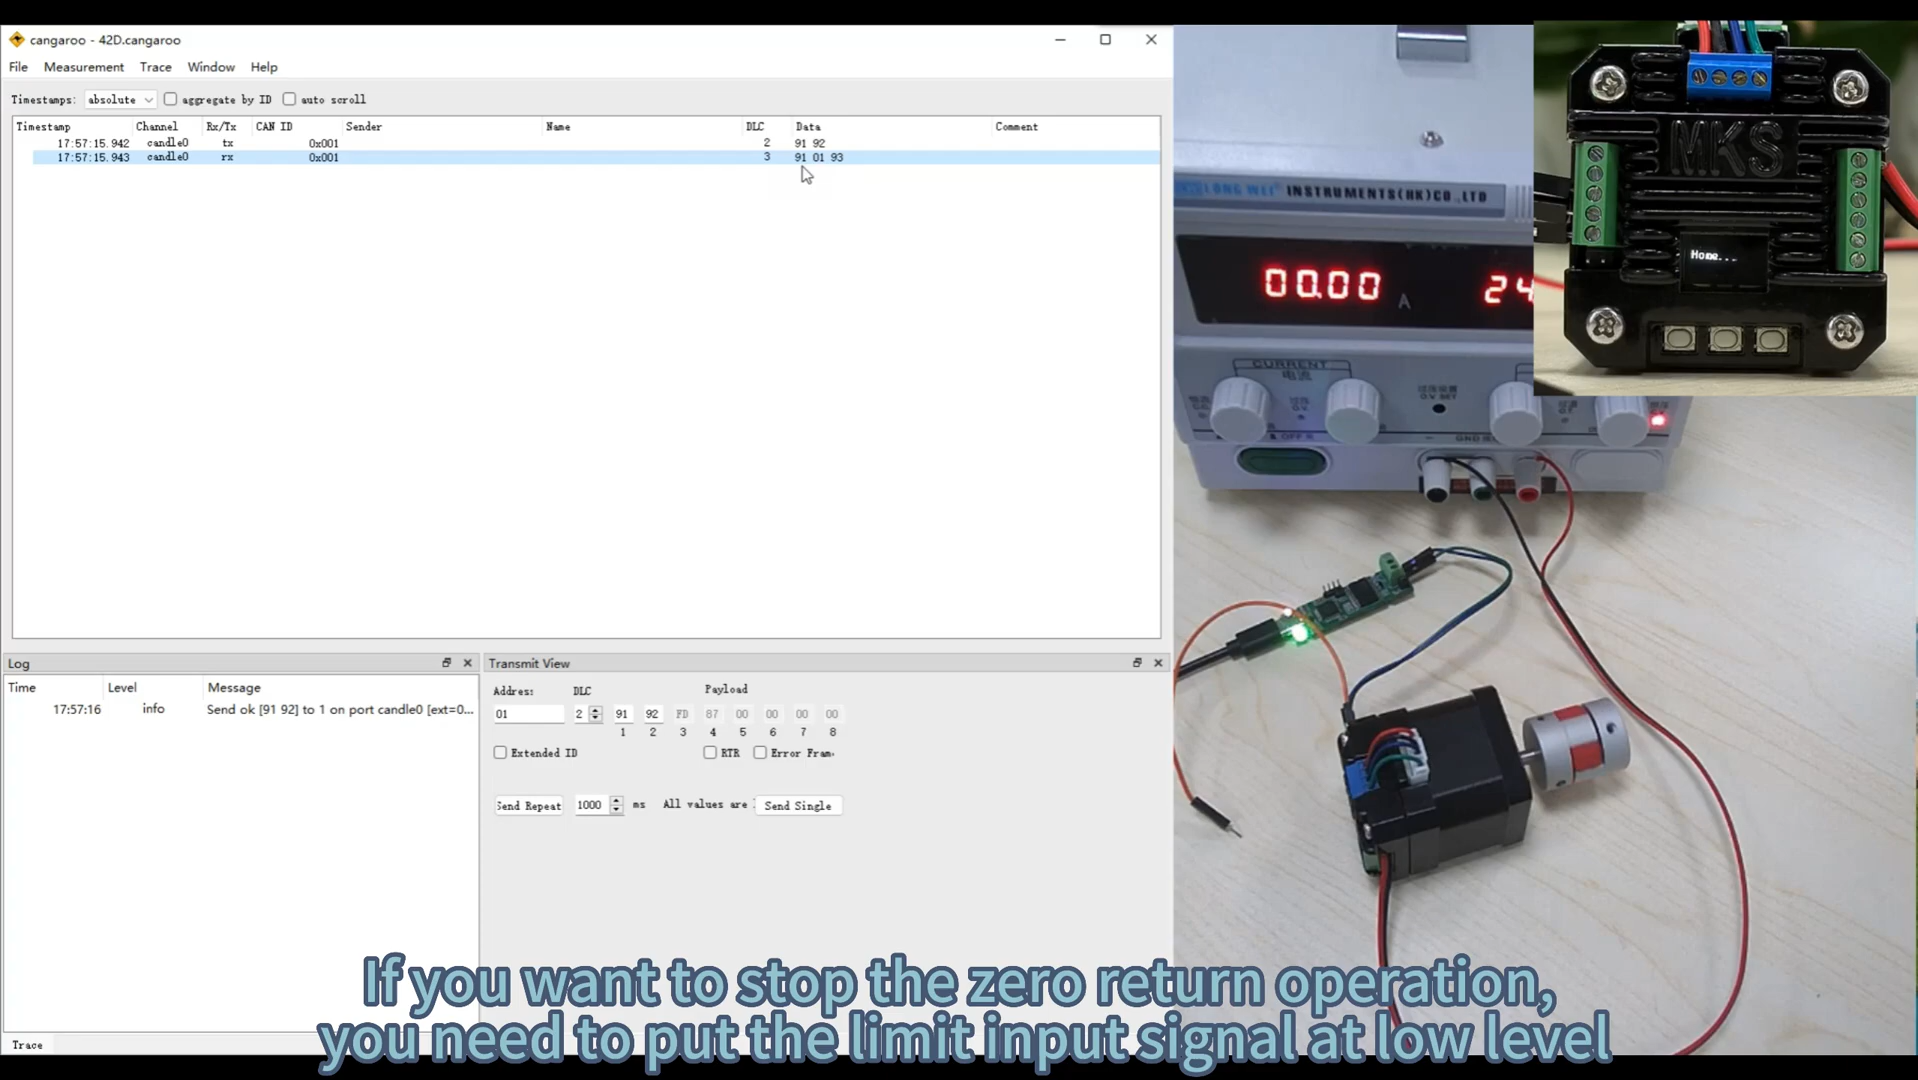 cangaroo - 42D.cangaroo
File Measurement Trace Window Help
Timestamps: absolute aggregate by ID auto scroll
Timestamp Channel Rx/Tx CAN ID Sender Name DLC Data Comment
17:57:15.942 candle0 tx 0x001 2 91 92
17:57:15.943 candle0 rx 0x001 3 91 01 93
MKS
Home...
LONG WEI INSTRUMENTS(HK)CO.,LTD
00.00 A 24
CURRENT
电流
O.V.
O.V SET
OFF
GND
Log
Time Level Message
17:57:16 info Send ok [91 92] to 1 on port candle0 [ext=0...
Transmit View
Address: DLC Payload
01 2 91 92 FD 87 00 00 00 00
1 2 3 4 5 6 7 8
Extended ID RTR Error Fram
Send Repeat 1000 ms All values are Send Single
If you want to stop the zero return operation,
you need to put the limit input signal at low level
Trace